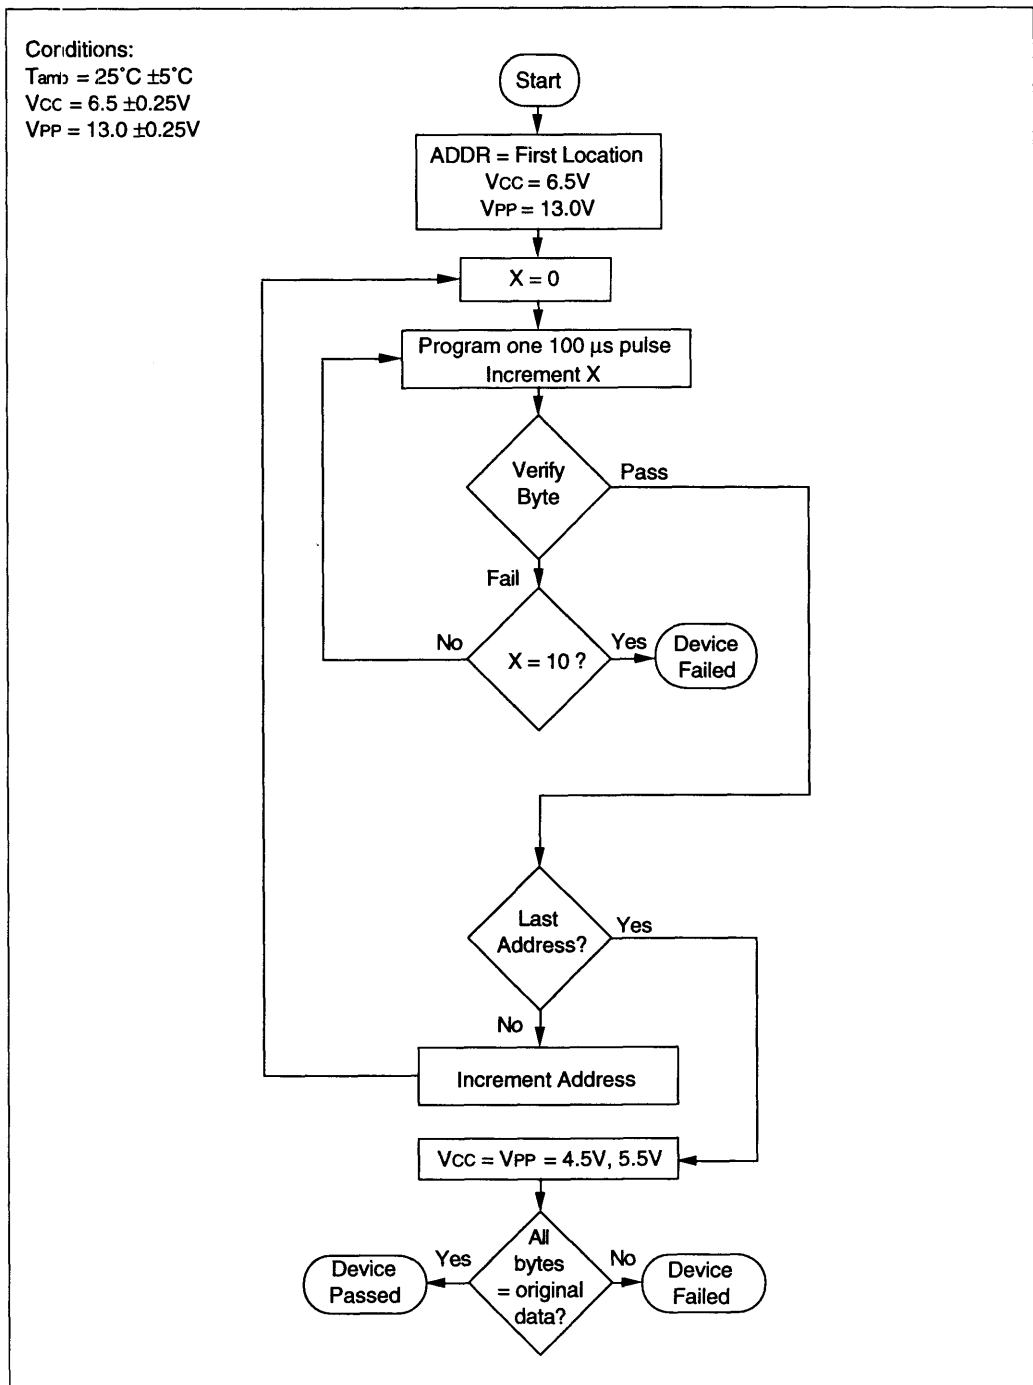 Conditions:
Tamb = 25°C ±5°C
VCC = 6.5 ±0.25V
VPP = 13.0 ±0.25V
Start
ADDR = First Location
VCC = 6.5V
VPP = 13.0V
X = 0
Program one 100 µs pulse
Increment X
Verify
Byte
Pass
Fail
X = 10 ?
No
Yes
Device
Failed
Last
Address?
Yes
No
Increment Address
VCC = VPP = 4.5V, 5.5V
All
bytes
= original
data?
Yes
No
Device
Passed
Device
Failed